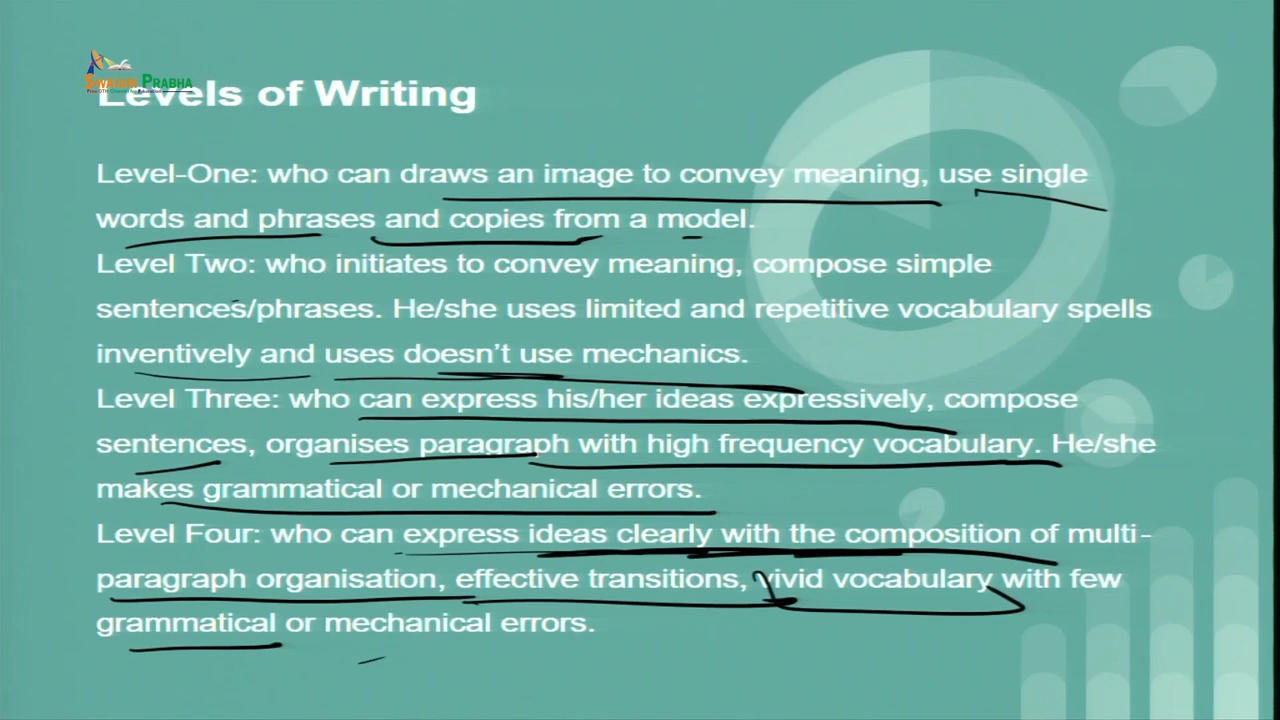 SWAYAM PRABHA
Levels of Writing
Level-One: who can draws an image to convey meaning, use single
words and phrases and copies from a model.
Level Two: who initiates to convey meaning, compose simple
sentences/phrases. He/she uses limited and repetitive vocabulary spells
inventively and uses doesn't use mechanics.
Level Three: who can express his/her ideas expressively, compose
sentences, organises paragraph with high frequency vocabulary. He/she
makes grammatical or mechanical errors.
Level Four: who can express ideas clearly with the composition of multi-
paragraph organisation, effective transitions, vivid vocabulary with few
grammatical or mechanical errors.